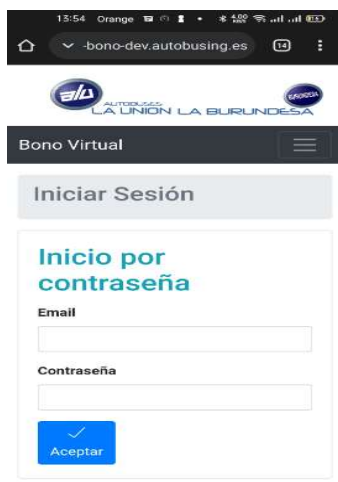 13:54 Orange
-bono-dev.autobusing.es 14
alu
AUTOBUSES
LA UNION LA BURUNDESA
Bono Virtual
Iniciar Sesión
Inicio por
contraseña
Email
Contraseña
Aceptar